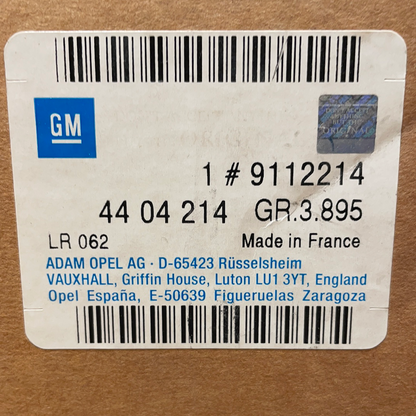 GM
1 # 9112214
44 04 214 GR.3.895
LR 062 Made in France
ADAM OPEL AG · D-65423 Rüsselsheim
VAUXHALL, Griffin House, Luton LU1 3YT, England
Opel España, E-50639 Figueruelas Zaragoza